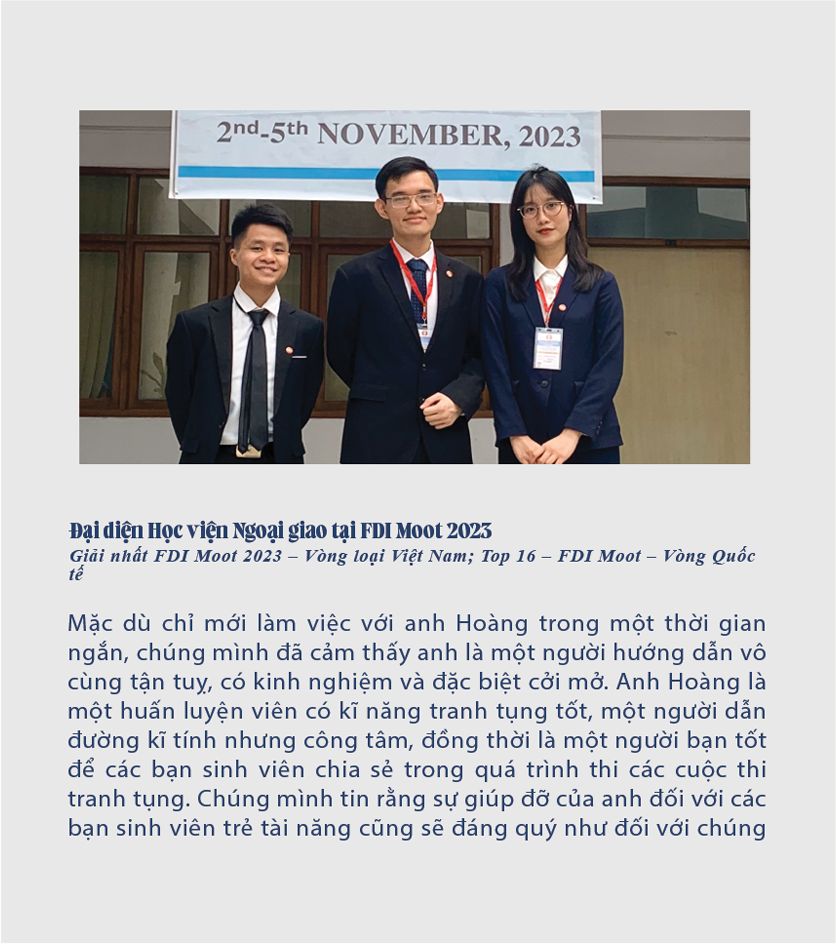 2nd-5th NOVEMBER, 2023
Đại diện Học viện Ngoại giao tại FDI Moot 2023
Giải nhất FDI Moot 2023 – Vòng loại Việt Nam; Top 16 – FDI Moot – Vòng Quốc
tế
Mặc dù chỉ mới làm việc với anh Hoàng trong một thời gian
ngắn, chúng mình đã cảm thấy anh là một người hướng dẫn vô
cùng tận tuỵ, có kinh nghiệm và đặc biệt cởi mở. Anh Hoàng là
một huấn luyện viên có kĩ năng tranh tụng tốt, một người dẫn
đường kĩ tính nhưng công tâm, đồng thời là một người bạn tốt
để các bạn sinh viên chia sẻ trong quá trình thi các cuộc thi
tranh tụng. Chúng mình tin rằng sự giúp đỡ của anh đối với các
bạn sinh viên trẻ tài năng cũng sẽ đáng quý như đối với chúng